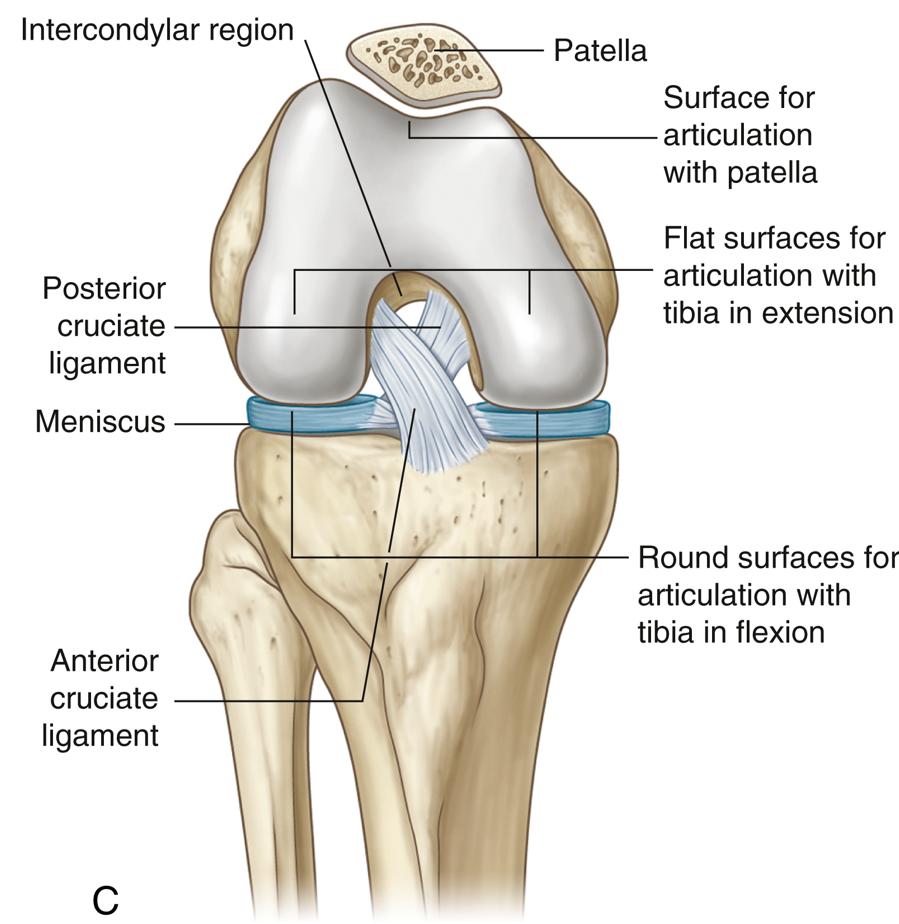 Intercondylar region
Patella
Surface for
articulation
with patella
Flat surfaces for
articulation with
tibia in extension
Posterior
cruciate
ligament
Meniscus
Round surfaces for
articulation with
tibia in flexion
Anterior
cruciate
ligament
C